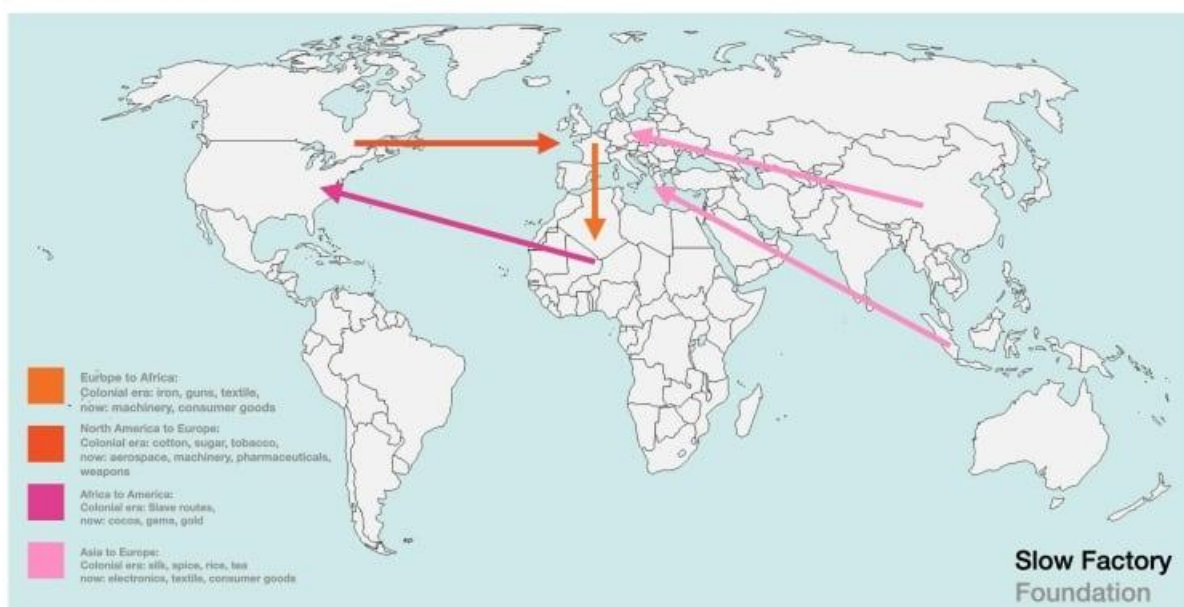 Europe to Africa:
Colonial era: iron, guns, textile,
now: machinery, consumer goods
North America to Europe:
Colonial era: cotton, sugar, tobacco,
now: aerospace, machinery, pharmaceuticals,
weapons
Africa to America:
Colonial era: Slave routes,
now: cocoa, gems, gold
Asia to Europe:
Colonial era: silk, spice, rice, tea
now: electronics, textile, consumer goods
Slow Factory
Foundation